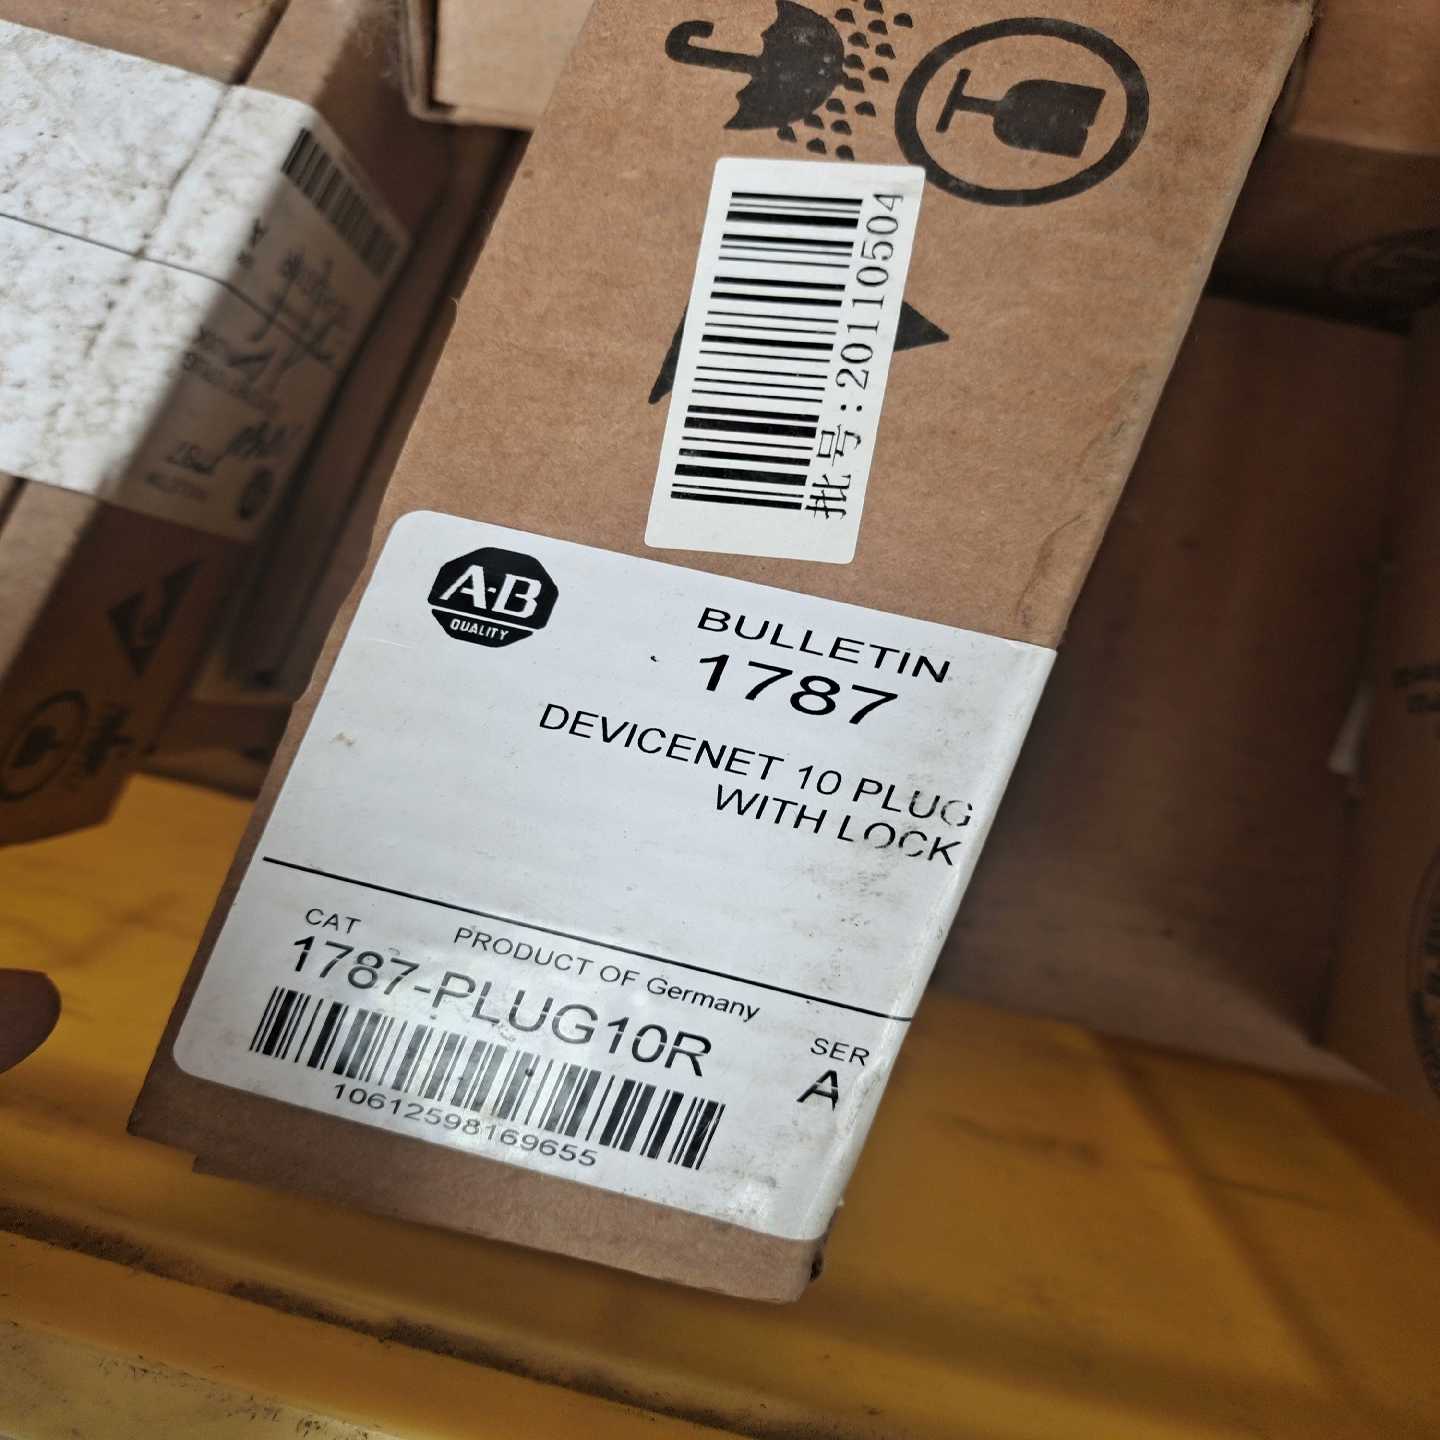 批号:20110504
A-B
QUALITY
BULLETIN
1787
DEVICENET 10 PLUG
WITH LOCK
CAT
PRODUCT OF Germany
1787-PLUG10R
SER
A
10612598169655